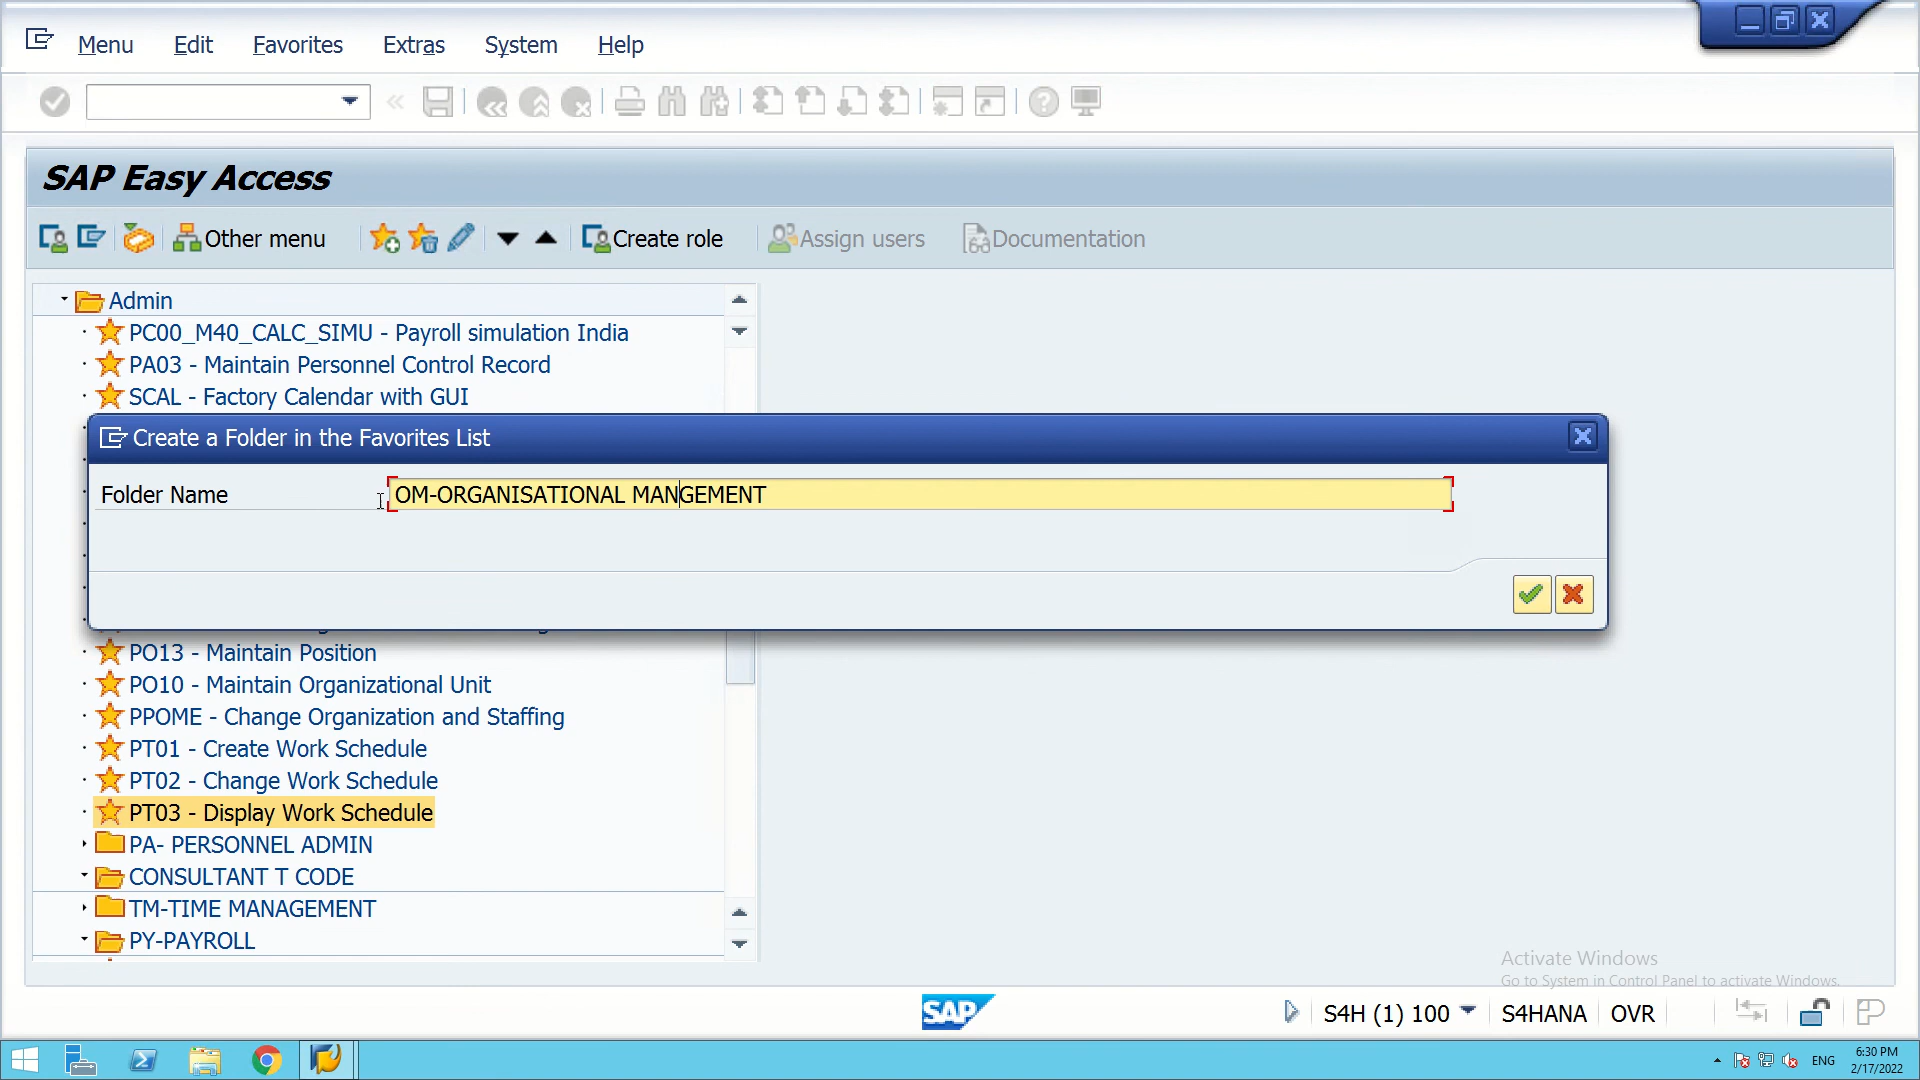 Menu Edit Favorites Extras System Help
SAP Easy Access
Other menu Create role Assign users Documentation
Admin
PC00_M40_CALC_SIMU - Payroll simulation India
PA03 - Maintain Personnel Control Record
SCAL - Factory Calendar with GUI
Create a Folder in the Favorites List
Folder Name OM-ORGANISATIONAL MANGEMENT
PO13 - Maintain Position
PO10 - Maintain Organizational Unit
PPOME - Change Organization and Staffing
PT01 - Create Work Schedule
PT02 - Change Work Schedule
PT03 - Display Work Schedule
PA- PERSONNEL ADMIN
CONSULTANT T CODE
TM-TIME MANAGEMENT
PY-PAYROLL
Activate Windows
Go to System in Control Panel to activate Windows.
SAP S4H (1) 100 S4HANA OVR
ENG 6:30 PM
2/17/2022